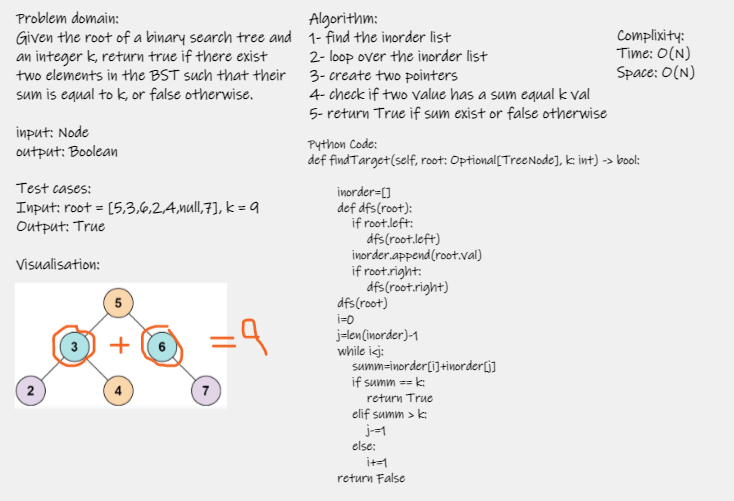 Problem domain:
Given the root of a binary search tree and
an integer k, return true if there exist
two elements in the BST such that their
sum is equal to k, or false otherwise.
input: Node
output: Boolean
Test cases:
Input: root = [5,3,6,2,4,null,7], k = 9
Output: True
Visualisation:
5
3 + 6 = 9
2 4 7
Algorithm:
1- find the inorder list
2- loop over the inorder list
3- create two pointers
4- check if two value has a sum equal k val
5- return True if sum exist or false otherwise
Python Code:
def findTarget(self, root: Optional[TreeNode], k: int) -> bool:
inorder=[]
def dfs(root):
if root.left:
dfs(root.left)
inorder.append(root.val)
if root.right:
dfs(root.right)
dfs(root)
i=0
j=len(inorder)-1
while i<j:
summ=inorder[i]+inorder[j]
if summ == k:
return True
elif summ > k:
j-=1
else:
i+=1
return False
Complixity:
Time: O(N)
Space: O(N)